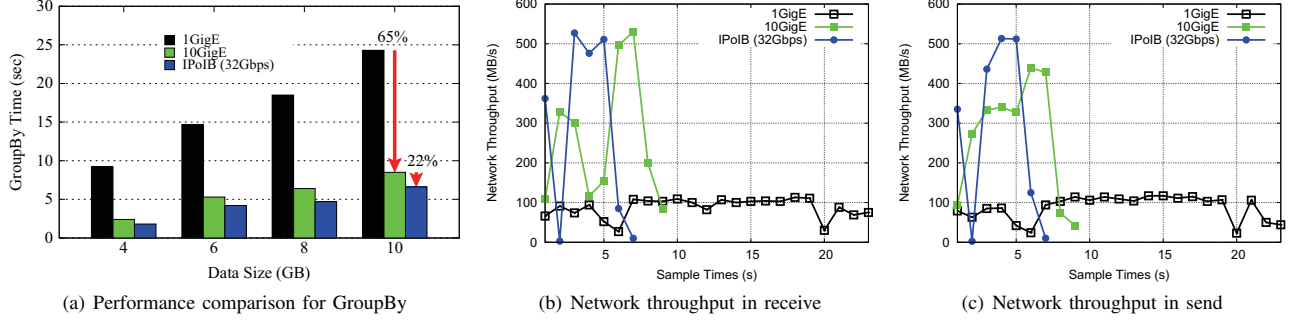 30
25
20
15
10
5
0
GroupBy Time (sec)
1GigE
10GigE
IPoIB (32Gbps)
65%
22%
4 6 8 10
Data Size (GB)
(a) Performance comparison for GroupBy
600
500
400
300
200
100
0
Network Throughput (MB/s)
1GigE
10GigE
IPoIB (32Gbps)
5 10 15 20
Sample Times (s)
(b) Network throughput in receive
600
500
400
300
200
100
0
Network Throughput (MB/s)
1GigE
10GigE
IPoIB (32Gbps)
5 10 15 20
Sample Times (s)
(c) Network throughput in send